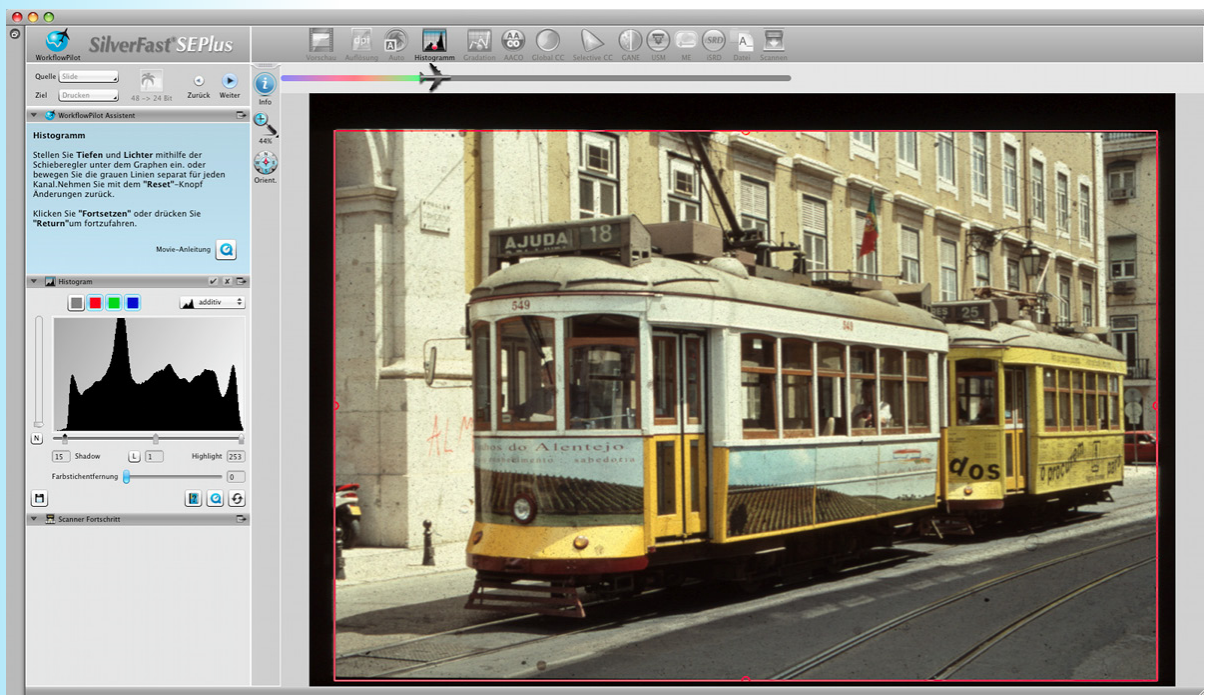 SilverFast® SEPlus
WorkflowPilot
Vorschau Auflösung Auto Histogramm Gradation AACO Global CC Selective CC GANE USM ME iSRD Datei Scannen
Quelle Slide
Ziel Drucken
48 -> 24 Bit
Zurück Weiter
Info
44%
Orient.
WorkflowPilot Assistent
Histogramm
Stellen Sie Tiefen und Lichter mithilfe der
Schieberegler unter dem Graphen ein. oder
bewegen Sie die grauen Linien separat für jeden
Kanal.Nehmen Sie mit dem "Reset"-Knopf
Änderungen zurück.
Klicken Sie "Fortsetzen" oder drücken Sie
"Return"um fortzufahren.
Movie-Anleitung
Histogram
additiv
N
15 Shadow L 1 Highlight 253
Farbstichentfernung 0
Scanner Fortschritt
AJUDA 18
549
549
25
do Alentejo
sabedoria
dos